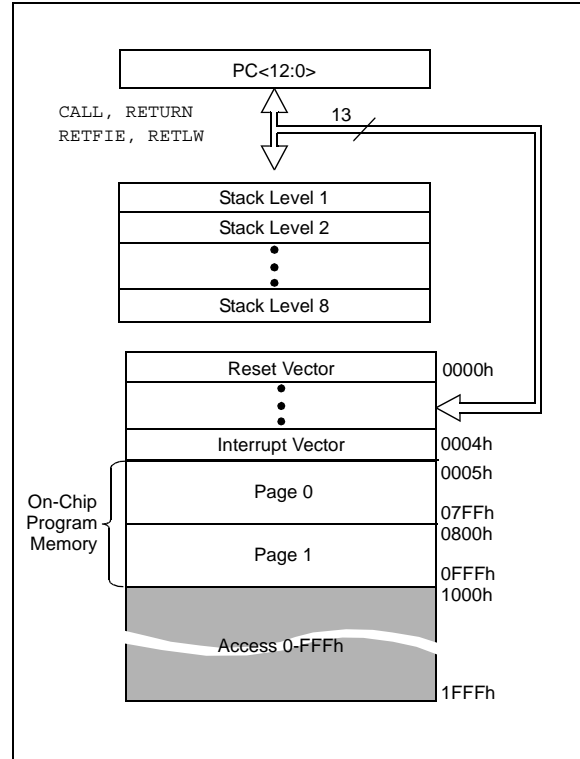 PC<12:0>
CALL, RETURN
RETFIE, RETLW
13
Stack Level 1
Stack Level 2
Stack Level 8
Reset Vector
0000h
Interrupt Vector
0004h
0005h
On-Chip
Program
Memory
Page 0
07FFh
0800h
Page 1
0FFFh
1000h
Access 0-FFFh
1FFFh